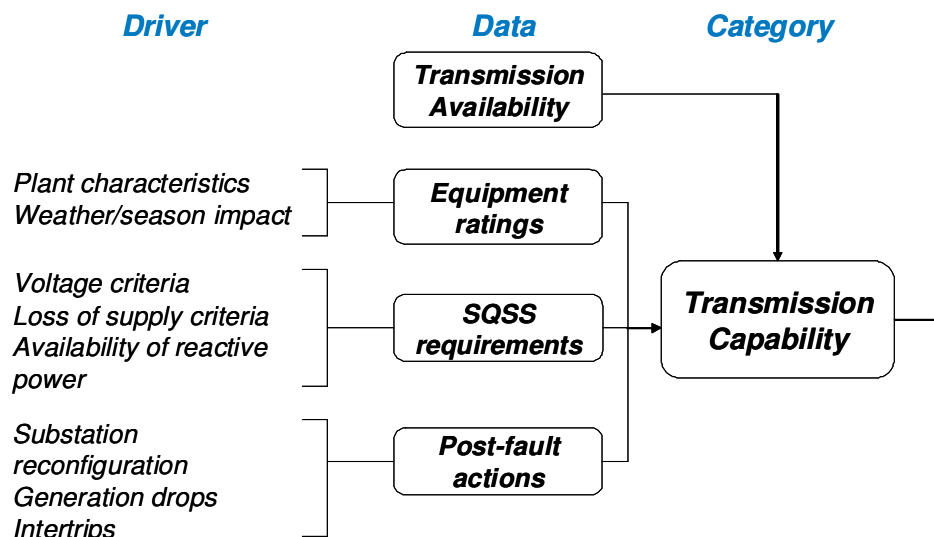 Driver Data Category
Transmission
Availability
Plant characteristics
Weather/season impact
Equipment
ratings
Voltage criteria
Loss of supply criteria
Availability of reactive
power
SQSS
requirements
Transmission
Capability
Substation
reconfiguration
Generation drops
Intertrips
Post-fault
actions